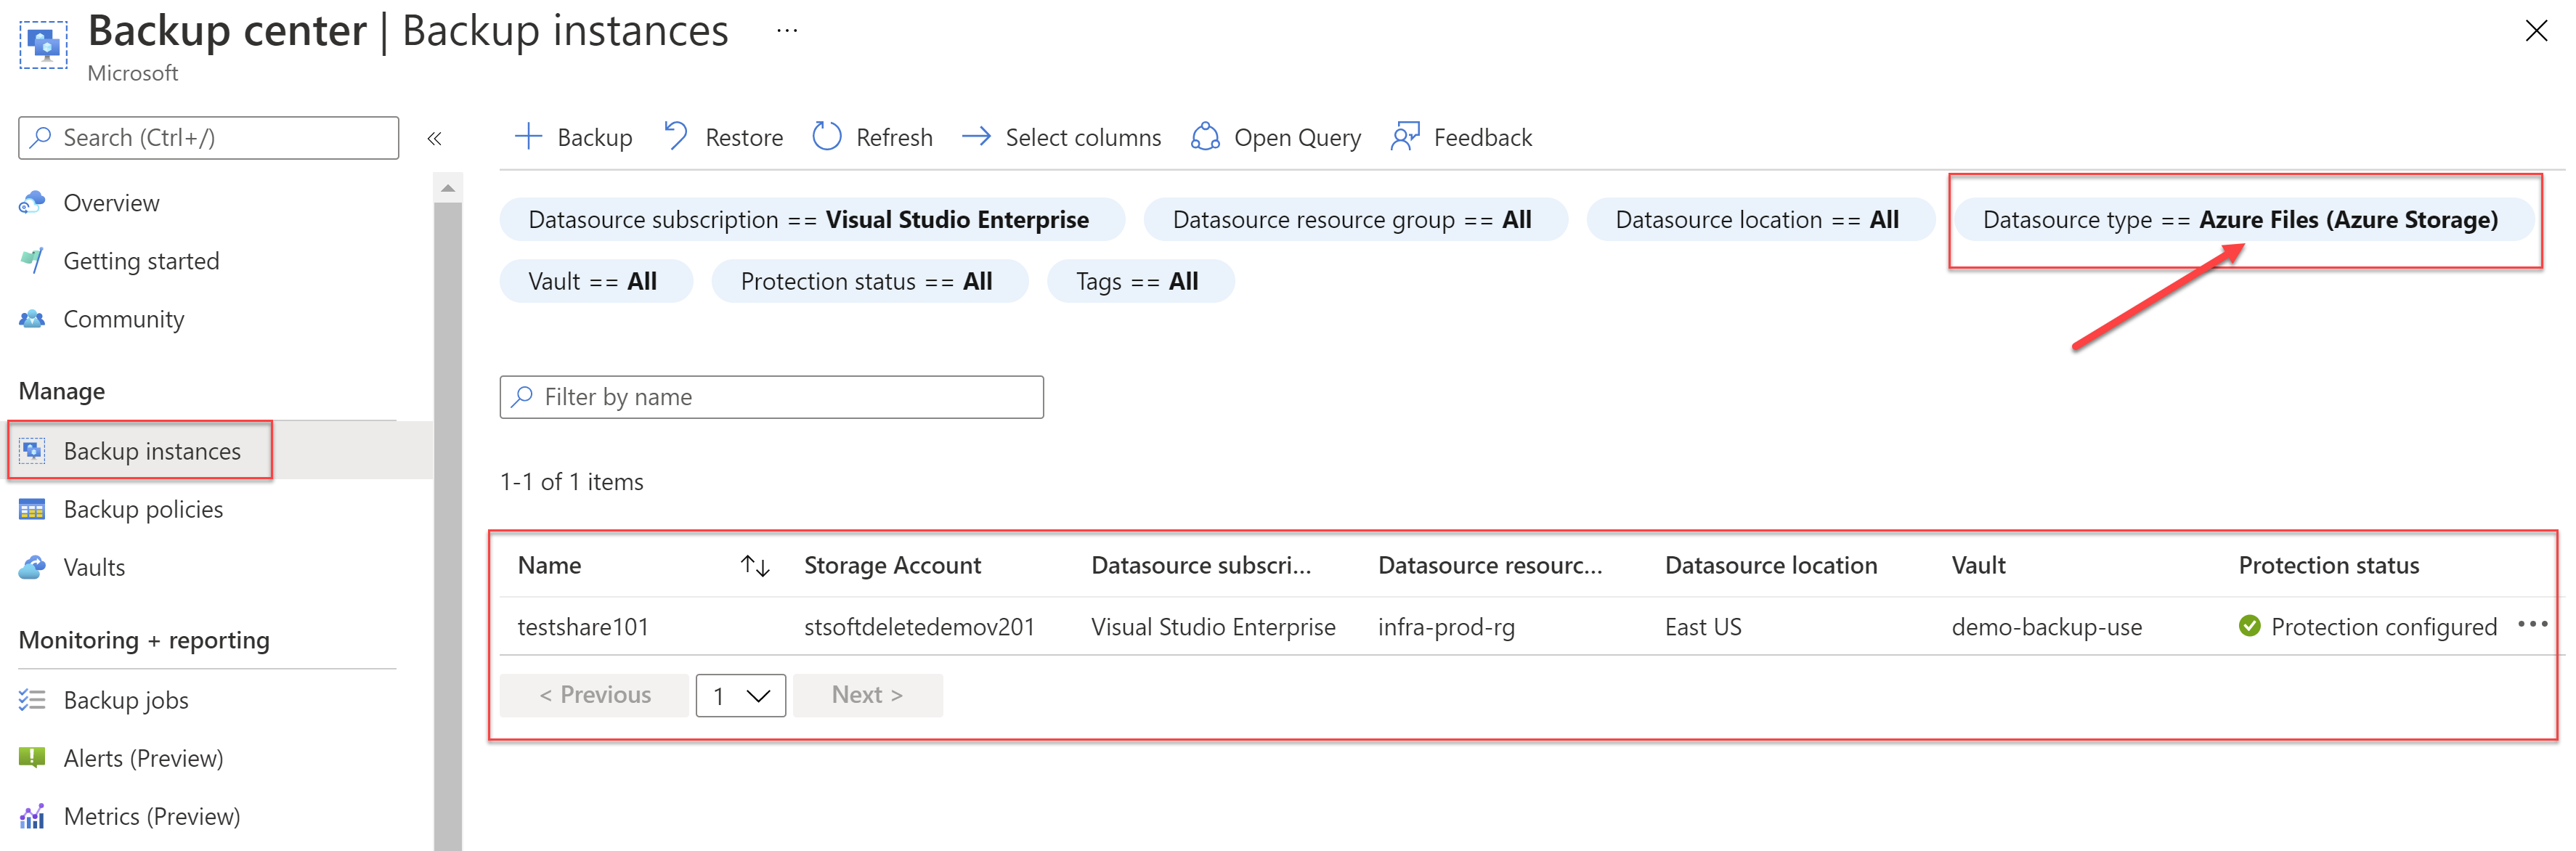 Backup center | Backup instances ...
Microsoft
Search (Ctrl+/)
«
Overview
Getting started
Community
Manage
Backup instances
Backup policies
Vaults
Monitoring + reporting
Backup jobs
Alerts (Preview)
Metrics (Preview)
Backup Restore Refresh Select columns Open Query Feedback
Datasource subscription == Visual Studio Enterprise Datasource resource group == All Datasource location == All Datasource type == Azure Files (Azure Storage)
Vault == All Protection status == All Tags == All
Filter by name
1-1 of 1 items
Name Storage Account Datasource subscri... Datasource resourc... Datasource location Vault Protection status
testshare101 stsoftdeletedemov201 Visual Studio Enterprise infra-prod-rg East US demo-backup-use Protection configured ...
< Previous 1 Next >